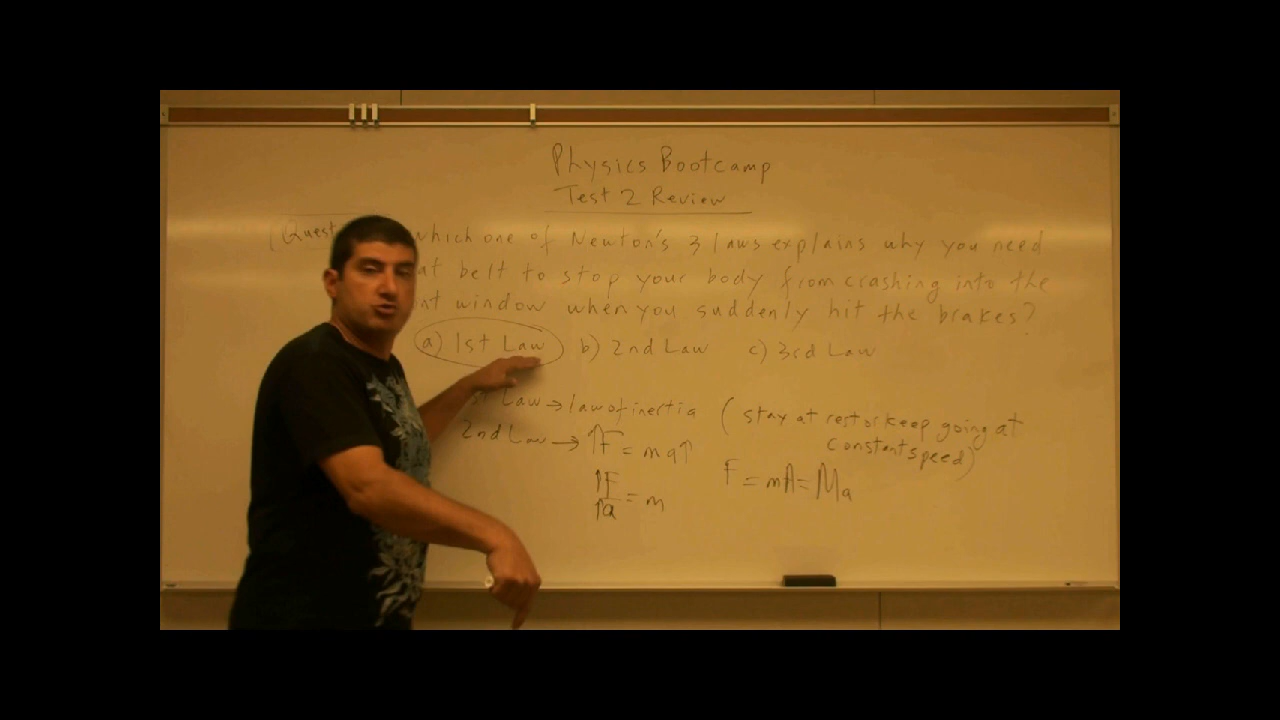 Physics Bootcamp
Test 2 Review
(Quest which one of Newton's 3 laws explains why you need
at belt to stop your body from crashing into the
nt window when you suddenly hit the brakes?
a) 1st Law b) 2nd Law c) 3rd Law
st Law → law of inertia (stay at rest or keep going at
constant speed)
2nd Law → ↑F = ma↑
↑F/↑a = m
F = mA = Ma